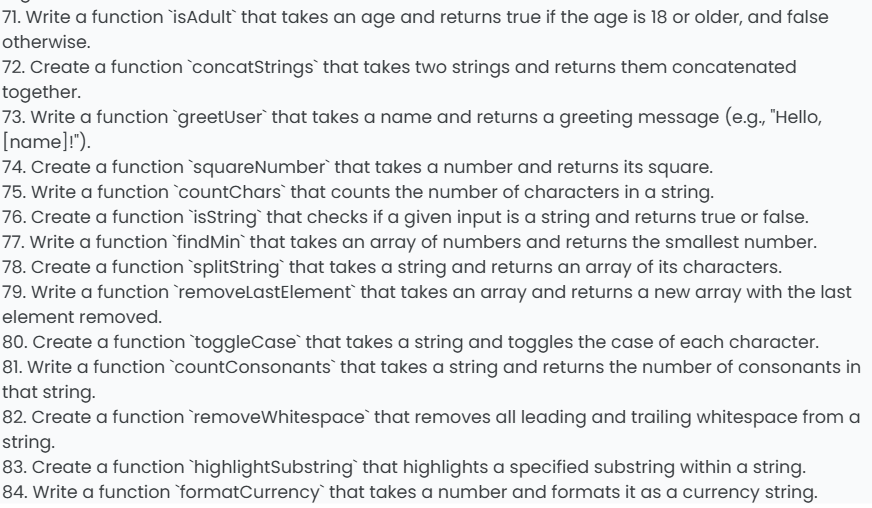 71. Write a function `isAdult` that takes an age and returns true if the age is 18 or older, and false
otherwise.
72. Create a function `concatStrings` that takes two strings and returns them concatenated
together.
73. Write a function `greetUser` that takes a name and returns a greeting message (e.g., "Hello,
[name]!").
74. Create a function `squareNumber` that takes a number and returns its square.
75. Write a function `countChars` that counts the number of characters in a string.
76. Create a function `isString` that checks if a given input is a string and returns true or false.
77. Write a function `findMin` that takes an array of numbers and returns the smallest number.
78. Create a function `splitString` that takes a string and returns an array of its characters.
79. Write a function `removeLastElement` that takes an array and returns a new array with the last
element removed.
80. Create a function `toggleCase` that takes a string and toggles the case of each character.
81. Write a function `countConsonants` that takes a string and returns the number of consonants in
that string.
82. Create a function `removeWhitespace` that removes all leading and trailing whitespace from a
string.
83. Create a function `highlightSubstring` that highlights a specified substring within a string.
84. Write a function `formatCurrency` that takes a number and formats it as a currency string.